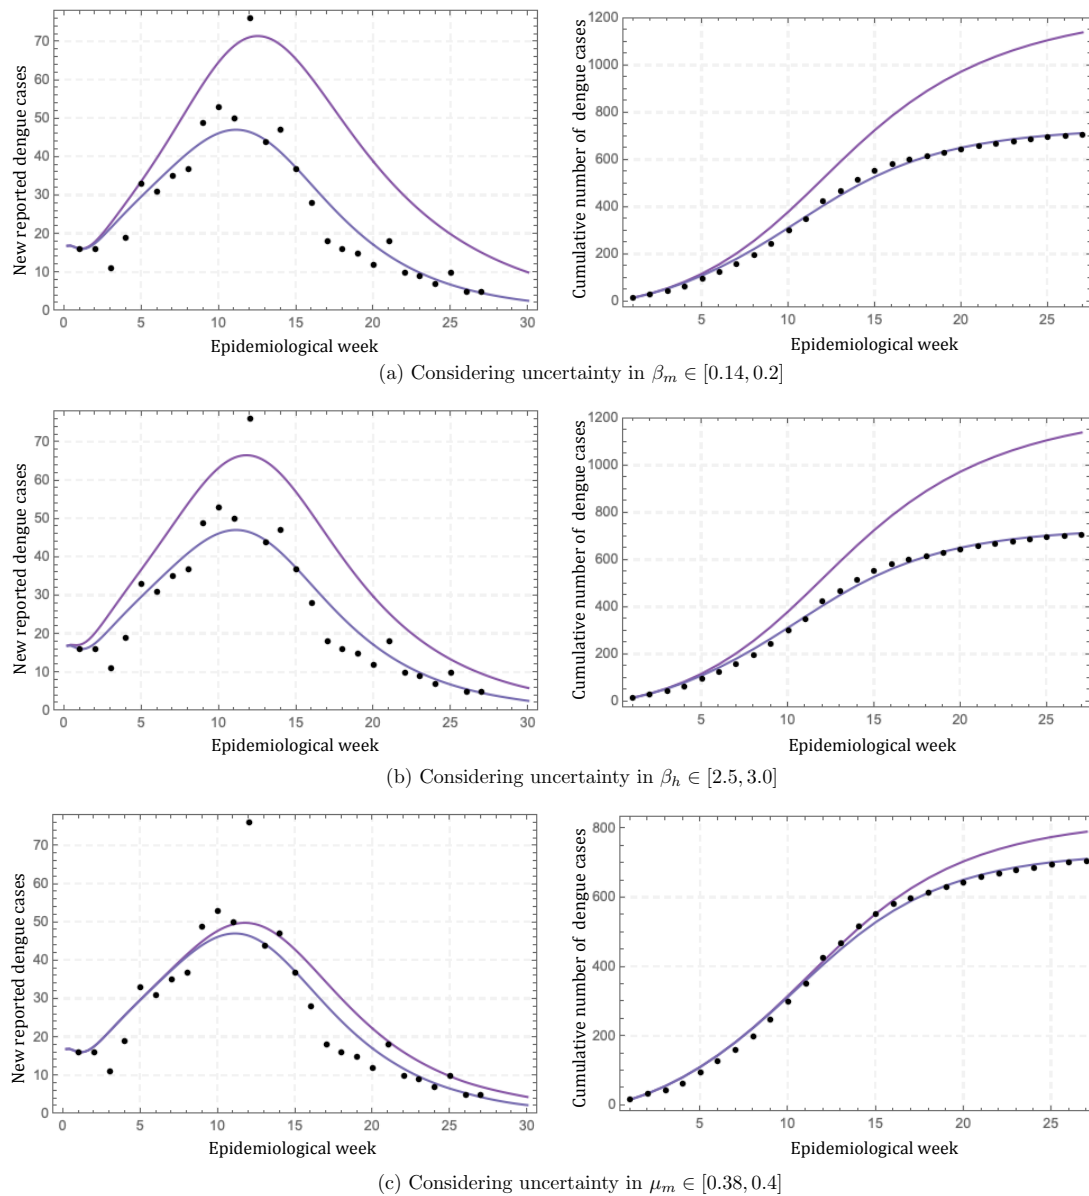 New reported dengue cases
70
60
50
40
30
20
10
0
0 5 10 15 20 25 30
Epidemiological week
Cumulative number of dengue cases
1200
1000
800
600
400
200
0
5 10 15 20 25
Epidemiological week
(a) Considering uncertainty in βm ∈ [0.14, 0.2]
New reported dengue cases
70
60
50
40
30
20
10
0
0 5 10 15 20 25 30
Epidemiological week
Cumulative number of dengue cases
1200
1000
800
600
400
200
0
5 10 15 20 25
Epidemiological week
(b) Considering uncertainty in βh ∈ [2.5, 3.0]
New reported dengue cases
70
60
50
40
30
20
10
0
0 5 10 15 20 25 30
Epidemiological week
Cumulative number of dengue cases
800
600
400
200
0
5 10 15 20 25
Epidemiological week
(c) Considering uncertainty in μm ∈ [0.38, 0.4]